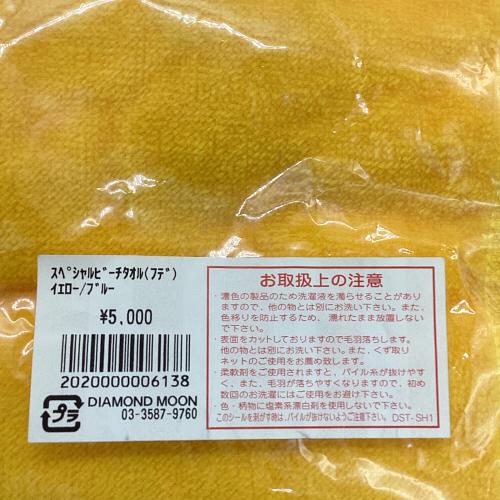 ｽﾍﾟｼｬﾙﾋﾞｰﾁﾀｵﾙ(ﾌﾃﾞ)
ｲｴﾛｰ/ﾌﾞﾙｰ
¥5,000
2020000006138
プラ
DIAMOND MOON
03-3587-9760
お取扱上の注意
・濃色の製品のため洗濯液を濁らせることがあり
ますので、他の物とは別にお洗い下さい。また、
色移りを防止するため、濡れたまま放置しない
で下さい。
・表面をカットしておりますので毛羽落ちします。
他の物とは別にお洗い下さい。また、くず取り
ネットのご使用をお薦め致します。
・柔軟剤をご使用されますと、パイル糸が抜けやす
く、また、毛羽が落ちやすくなりますので、初め
数回のお洗濯にはご使用をお避け下さい。
・色・柄物に塩素系漂白剤を使用しないで下さい。
このシールを剥がす時は、パイルが抜けないようご注意下さい。 DST-SH1